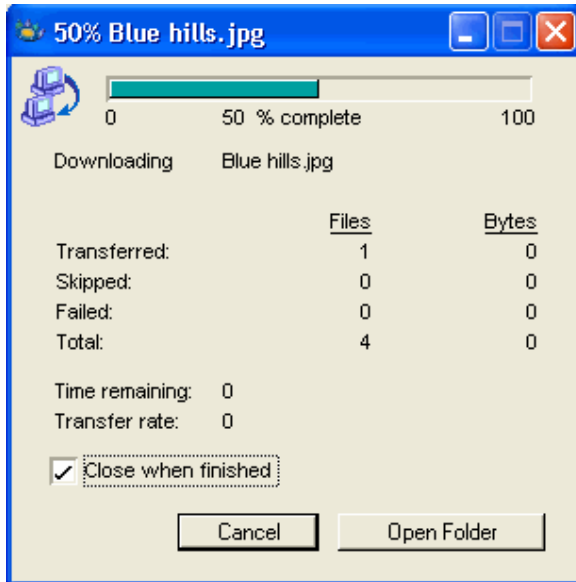 50% Blue hills.jpg
0 50 % complete 100
Downloading Blue hills.jpg
Files Bytes
Transferred: 1 0
Skipped: 0 0
Failed: 0 0
Total: 4 0
Time remaining: 0
Transfer rate: 0
Close when finished
Cancel Open Folder